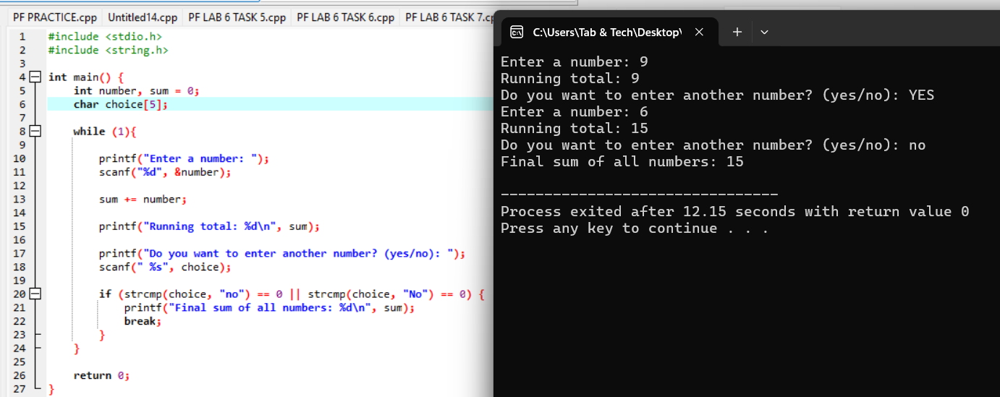 PF PRACTICE.cpp Untitled14.cpp PF LAB 6 TASK 5.cpp PF LAB 6 TASK 6.cpp PF LAB 6 TASK 7.cp
1 #include <stdio.h>
2 #include <string.h>
3
4 int main() {
5 int number, sum = 0;
6 char choice[5];
7
8 while (1){
9
10 printf("Enter a number: ");
11 scanf("%d", &number);
12
13 sum += number;
14
15 printf("Running total: %d\n", sum);
16
17 printf("Do you want to enter another number? (yes/no): ");
18 scanf(" %s", choice);
19
20 if (strcmp(choice, "no") == 0 || strcmp(choice, "No") == 0) {
21 printf("Final sum of all numbers: %d\n", sum);
22 break;
23 }
24 }
25
26 return 0;
27 }
C:\Users\Tab & Tech\Desktop\
Enter a number: 9
Running total: 9
Do you want to enter another number? (yes/no): YES
Enter a number: 6
Running total: 15
Do you want to enter another number? (yes/no): no
Final sum of all numbers: 15
--------------------------------
Process exited after 12.15 seconds with return value 0
Press any key to continue . . .